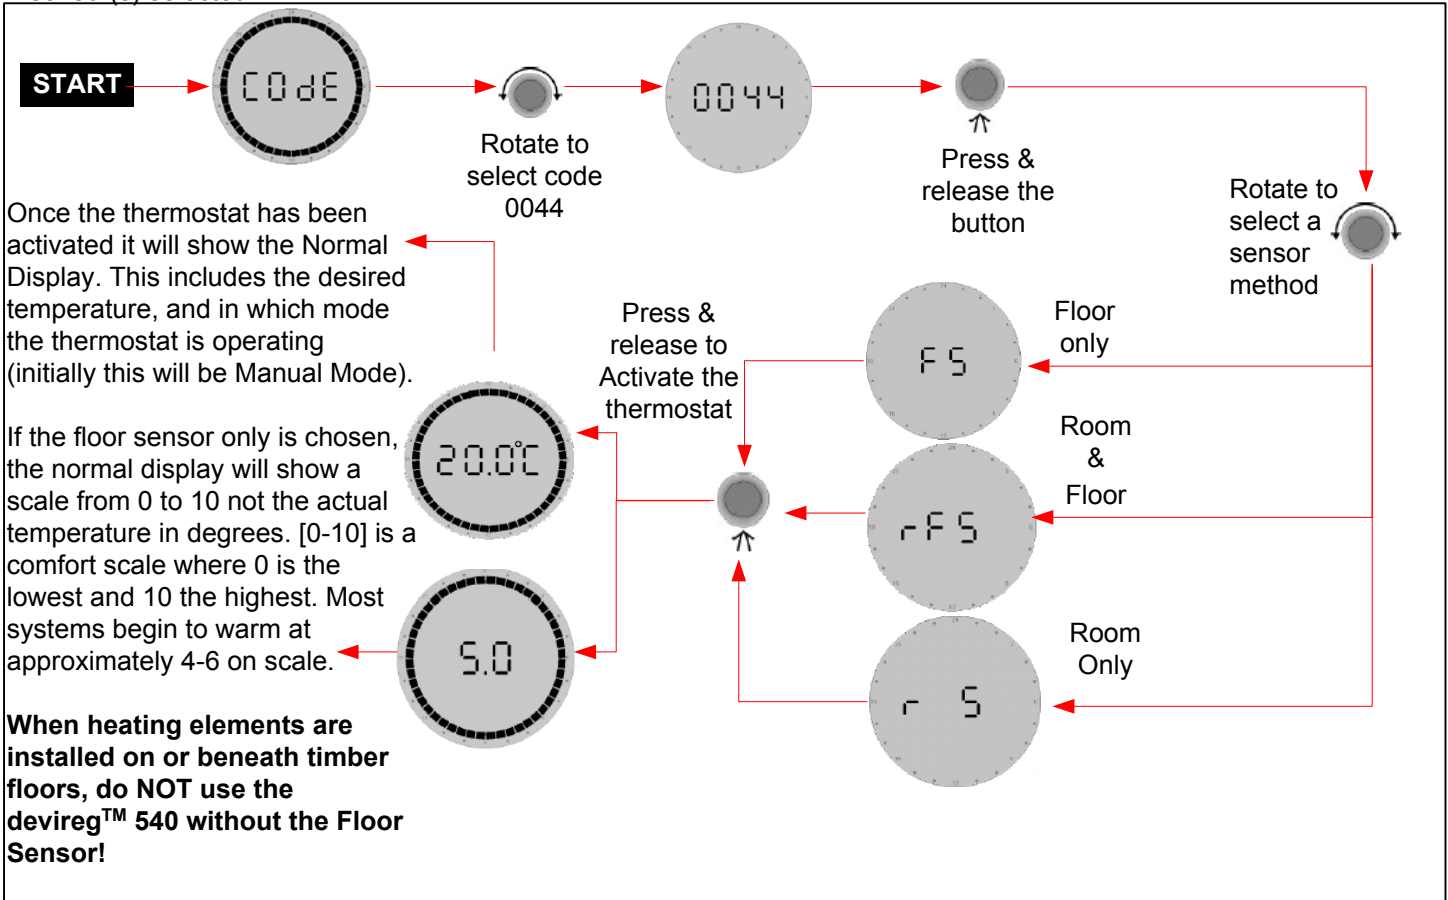 START
C0dE
Rotate to
select code
0044
0044
Press &
release the
button
Rotate to
select a
sensor
method
Once the thermostat has been
activated it will show the Normal
Display. This includes the desired
temperature, and in which mode
the thermostat is operating
(initially this will be Manual Mode).
If the floor sensor only is chosen,
the normal display will show a
scale from 0 to 10 not the actual
temperature in degrees. [0-10] is a
comfort scale where 0 is the
lowest and 10 the highest. Most
systems begin to warm at
approximately 4-6 on scale.
When heating elements are
installed on or beneath timber
floors, do NOT use the
devireg™ 540 without the Floor
Sensor!
Press &
release to
Activate the
thermostat
20.0°C
5.0
FS
Floor
only
rFS
Room
&
Floor
r S
Room
Only